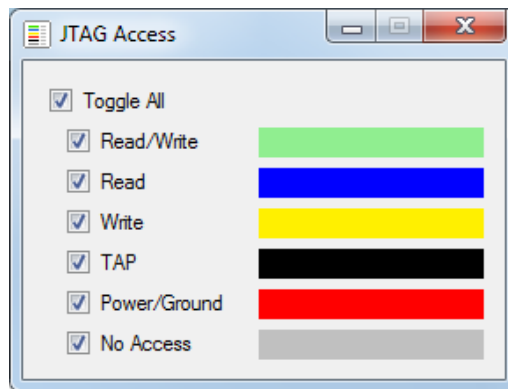 JTAG Access
Toggle All
Read/Write
Read
Write
TAP
Power/Ground
No Access